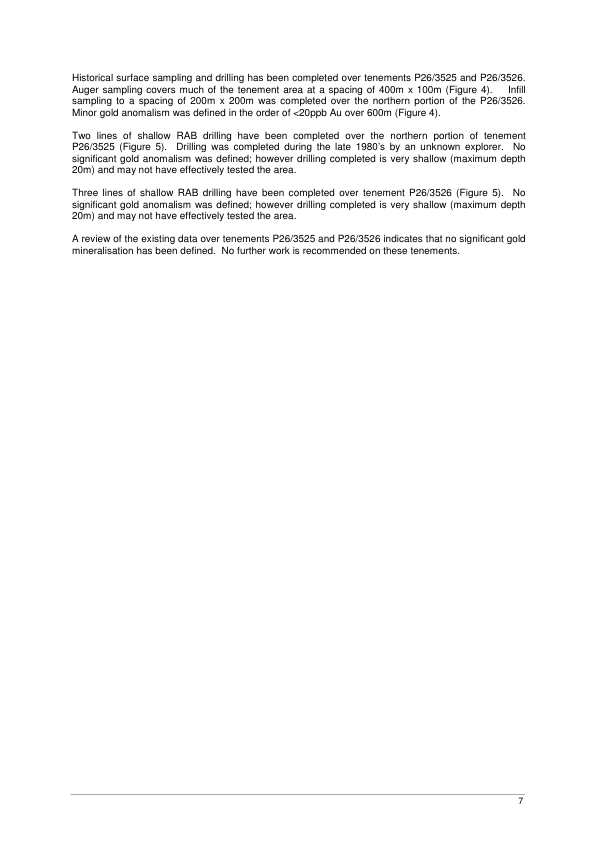 Historical surface sampling and drilling has been completed over tenements P26/3525 and P26/3526.
Auger sampling covers much of the tenement area at a spacing of 400m x 100m (Figure 4). Infill
sampling to a spacing of 200m x 200m was completed over the northern portion of the P26/3526.
Minor gold anomalism was defined in the order of <20ppb Au over 600m (Figure 4).
Two lines of shallow RAB drilling have been completed over the northern portion of tenement
P26/3525 (Figure 5). Drilling was completed during the late 1980's by an unknown explorer. No
significant gold anomalism was defined; however drilling completed is very shallow (maximum depth
20m) and may not have effectively tested the area.
Three lines of shallow RAB drilling have been completed over tenement P26/3526 (Figure 5). No
significant gold anomalism was defined; however drilling completed is very shallow (maximum depth
20m) and may not have effectively tested the area.
A review of the existing data over tenements P26/3525 and P26/3526 indicates that no significant gold
mineralisation has been defined. No further work is recommended on these tenements.
7